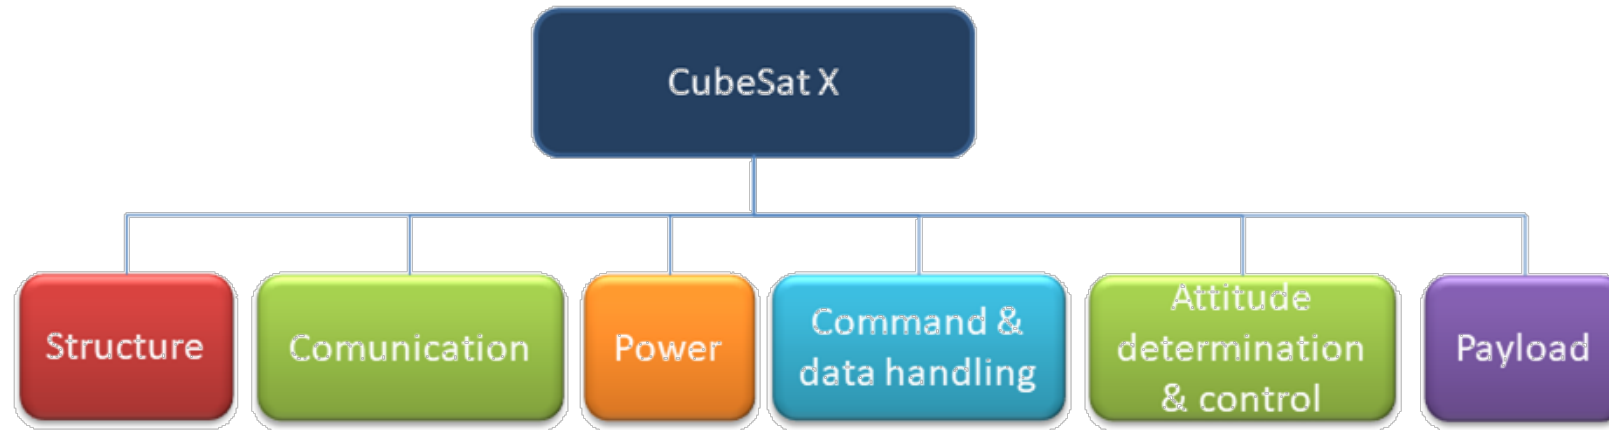 CubeSat X
Structure
Comunication
Power
Command &
data handling
Attitude
determination
& control
Payload